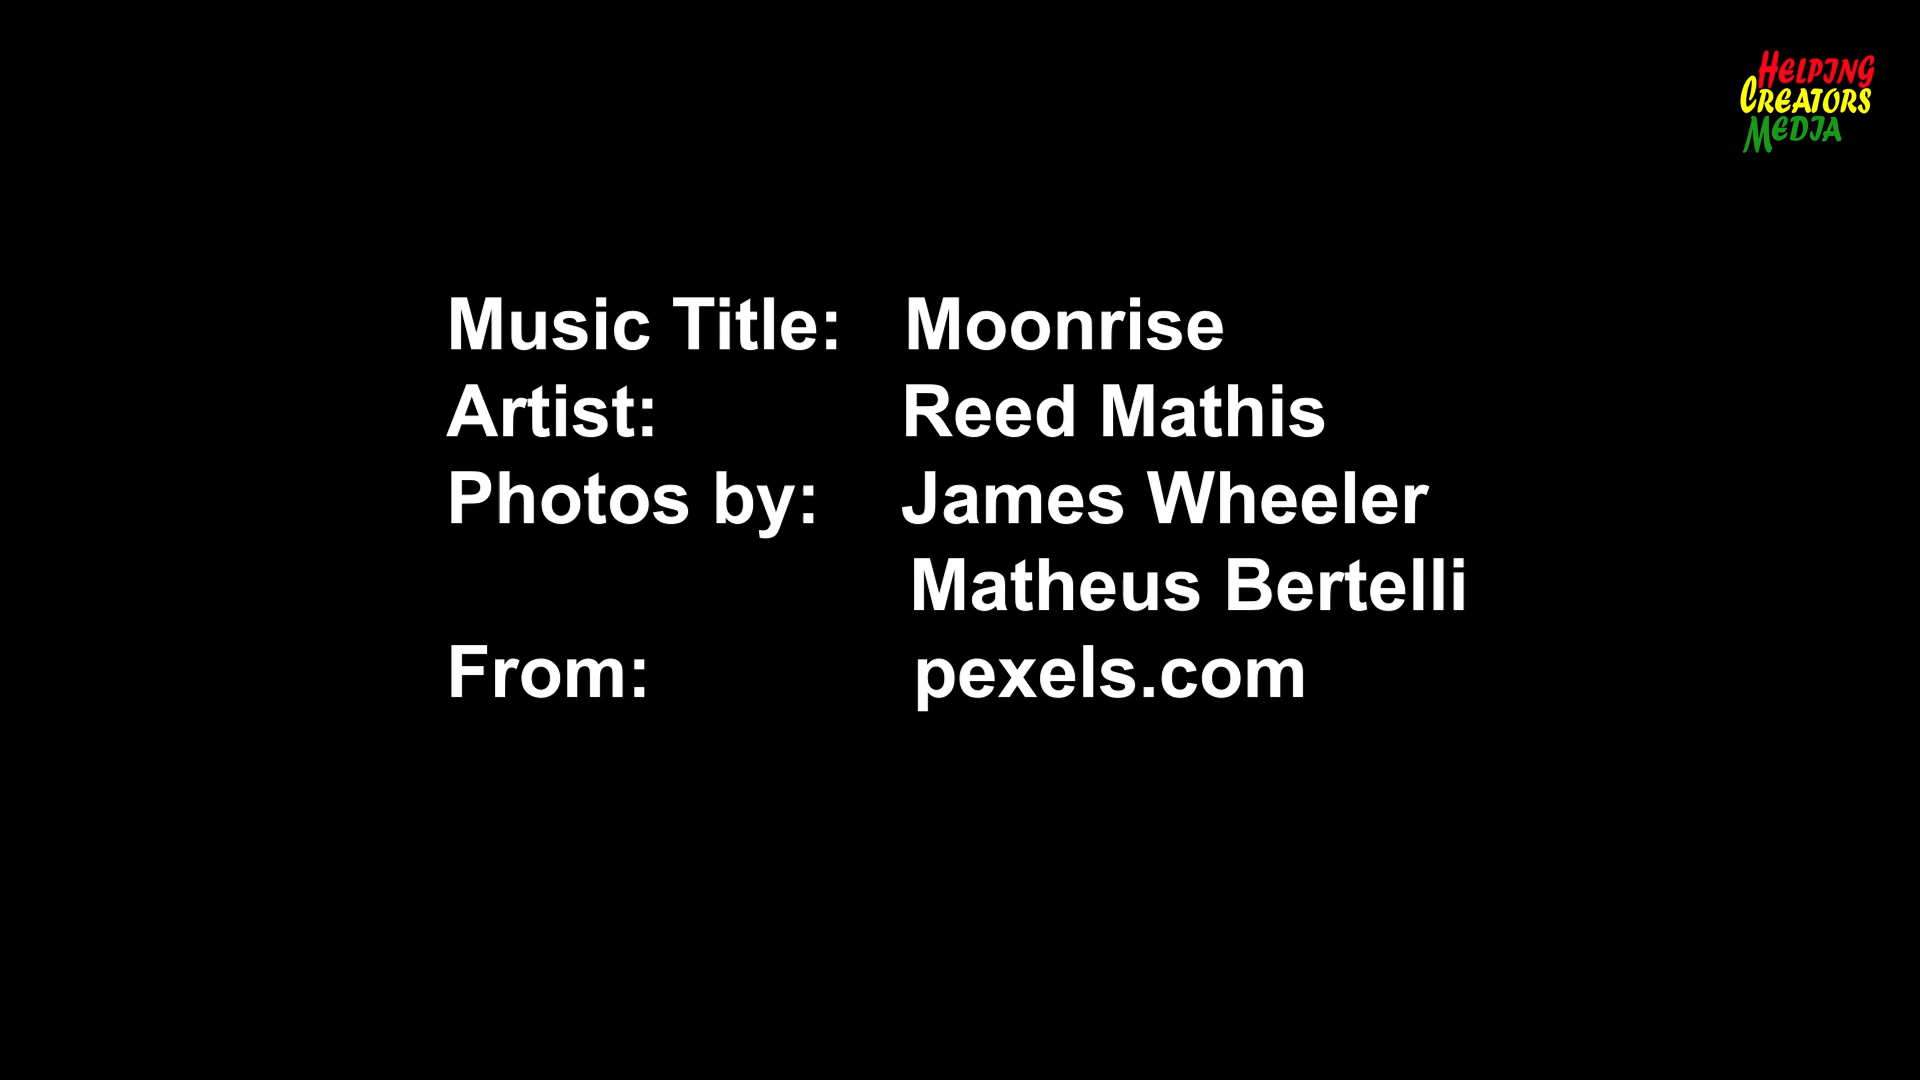 Helping
Creators
Media
Music Title: Moonrise
Artist: Reed Mathis
Photos by: James Wheeler
Matheus Bertelli
From: pexels.com